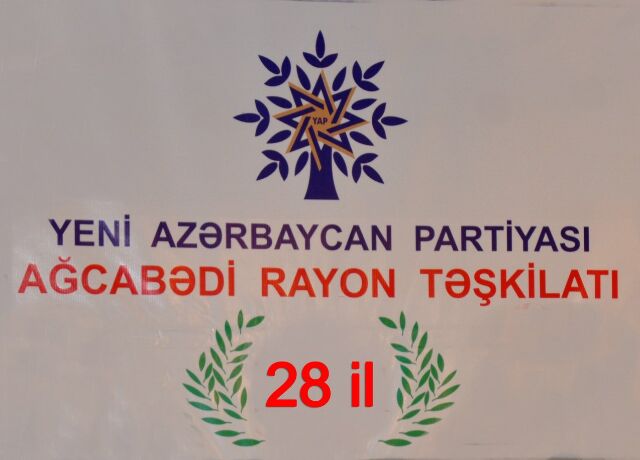 YAP
YENİ AZƏRBAYCAN PARTİYASI
AĞCABƏDİ RAYON TƏŞKİLATI
28 il